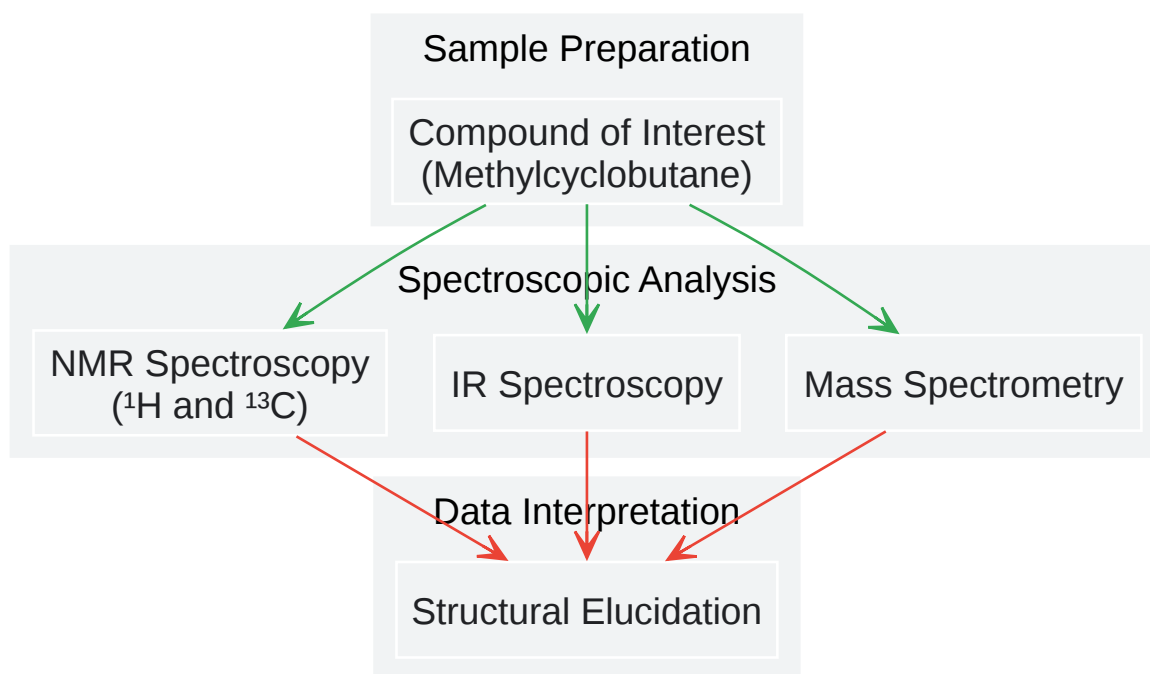 Sample Preparation
Compound of Interest
(Methylcyclobutane)
Spectroscopic Analysis
NMR Spectroscopy
(¹H and ¹³C)
IR Spectroscopy
Mass Spectrometry
Data Interpretation
Structural Elucidation